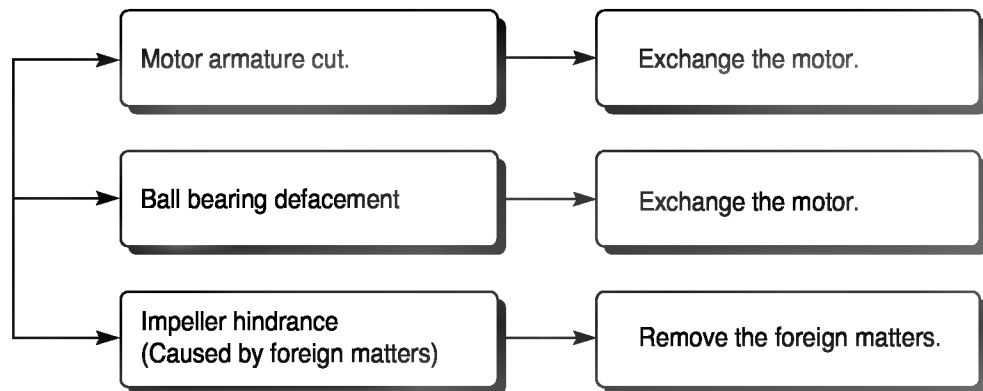 Motor armature cut.
Exchange the motor.
Ball bearing defacement
Exchange the motor.
Impeller hindrance
(Caused by foreign matters)
Remove the foreign matters.